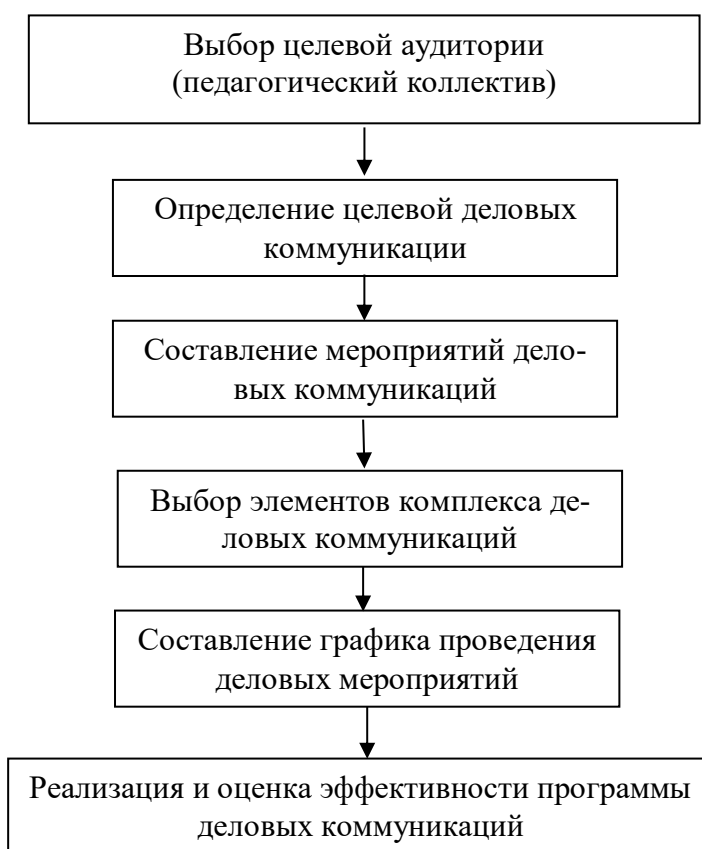 Выбор целевой аудитории
(педагогический коллектив)
Определение целевой деловых
коммуникации
Составление мероприятий дело-
вых коммуникаций
Выбор элементов комплекса де-
ловых коммуникаций
Составление графика проведения
деловых мероприятий
Реализация и оценка эффективности программы
деловых коммуникаций